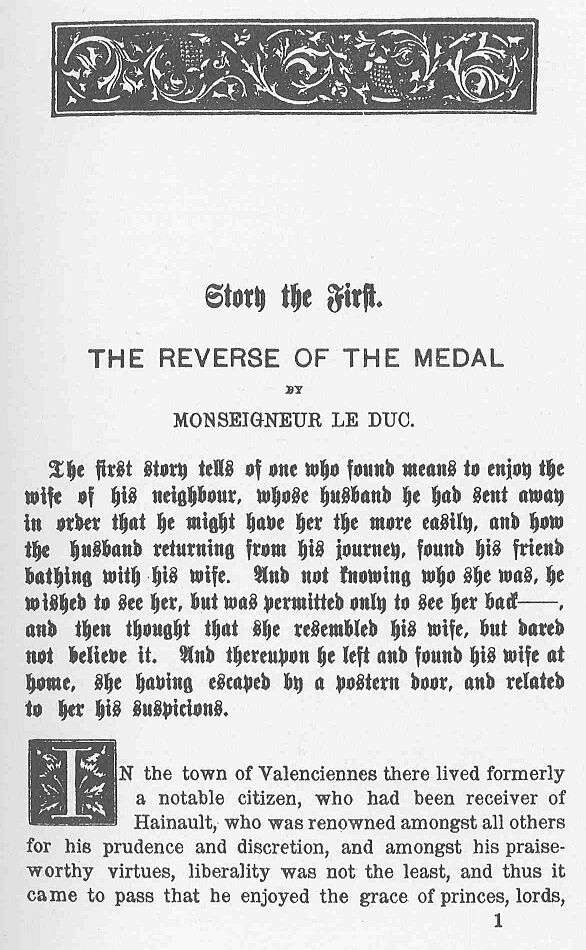 Story the First.
THE REVERSE OF THE MEDAL
BY
MONSEIGNEUR LE DUC.
The first story tells of one who found means to enjoy the
wife of his neighbour, whose husband he had sent away
in order that he might have her the more easily, and how
the husband returning from his journey, found his friend
bathing with his wife. And not knowing who she was, he
wished to see her, but was permitted only to see her back——,
and then thought that she resembled his wife, but dared
not believe it. And thereupon he left and found his wife at
home, she having escaped by a postern door, and related
to her his suspicions.
IN the town of Valenciennes there lived formerly
a notable citizen, who had been receiver of
Hainault, who was renowned amongst all others
for his prudence and discretion, and amongst his praise-
worthy virtues, liberality was not the least, and thus it
came to pass that he enjoyed the grace of princes, lords,
1